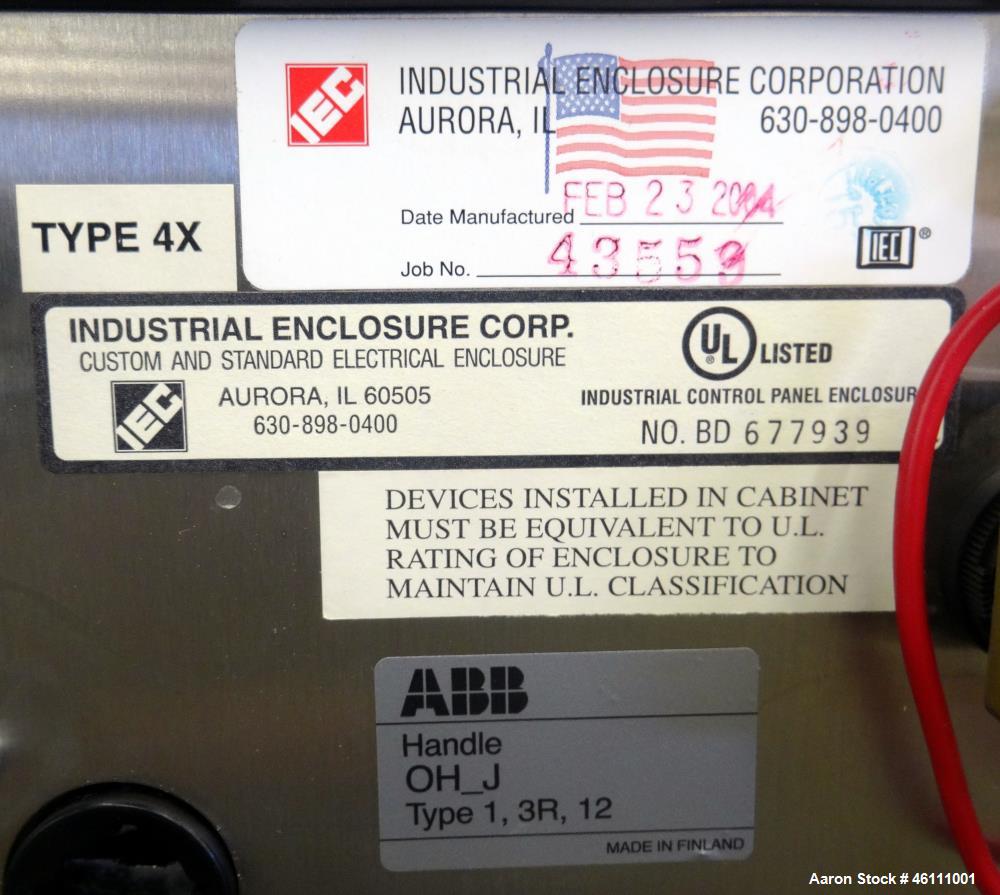 IEC
INDUSTRIAL ENCLOSURE CORPORATION
AURORA, IL 630-898-0400
Date Manufactured FEB 23 2004
Job No. 43559
IEC ®
TYPE 4X
INDUSTRIAL ENCLOSURE CORP.
CUSTOM AND STANDARD ELECTRICAL ENCLOSURE
IEC
AURORA, IL 60505
630-898-0400
UL ® LISTED
INDUSTRIAL CONTROL PANEL ENCLOSUR
NO. BD 677939
DEVICES INSTALLED IN CABINET
MUST BE EQUIVALENT TO U.L.
RATING OF ENCLOSURE TO
MAINTAIN U.L. CLASSIFICATION
ABB
Handle
OH_J
Type 1, 3R, 12
MADE IN FINLAND
Aaron Stock # 46111001